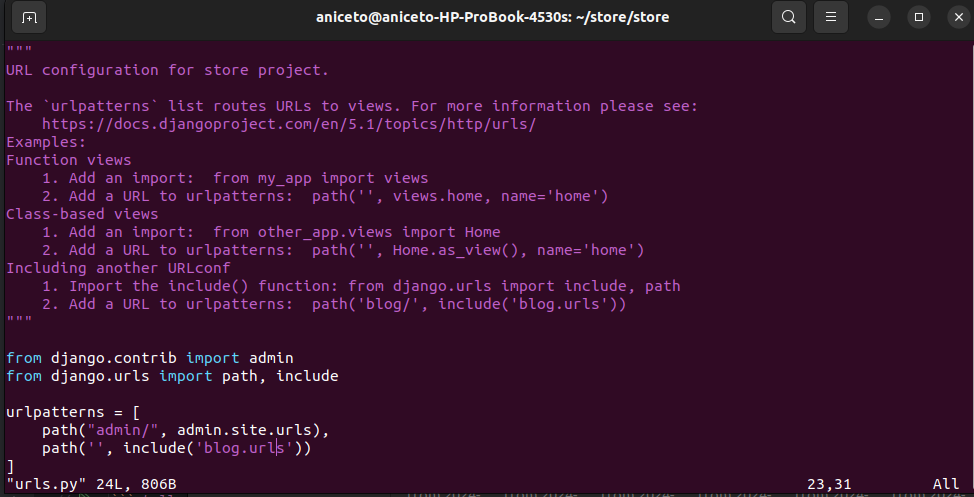 aniceto@aniceto-HP-ProBook-4530s: ~/store/store
"""
URL configuration for store project.

The `urlpatterns` list routes URLs to views. For more information please see:
    https://docs.djangoproject.com/en/5.1/topics/http/urls/
Examples:
Function views
    1. Add an import:  from my_app import views
    2. Add a URL to urlpatterns:  path('', views.home, name='home')
Class-based views
    1. Add an import:  from other_app.views import Home
    2. Add a URL to urlpatterns:  path('', Home.as_view(), name='home')
Including another URLconf
    1. Import the include() function: from django.urls import include, path
    2. Add a URL to urlpatterns:  path('blog/', include('blog.urls'))
"""

from django.contrib import admin
from django.urls import path, include

urlpatterns = [
    path("admin/", admin.site.urls),
    path('', include('blog.urls'))
]
"urls.py" 24L, 806B 23,31 All